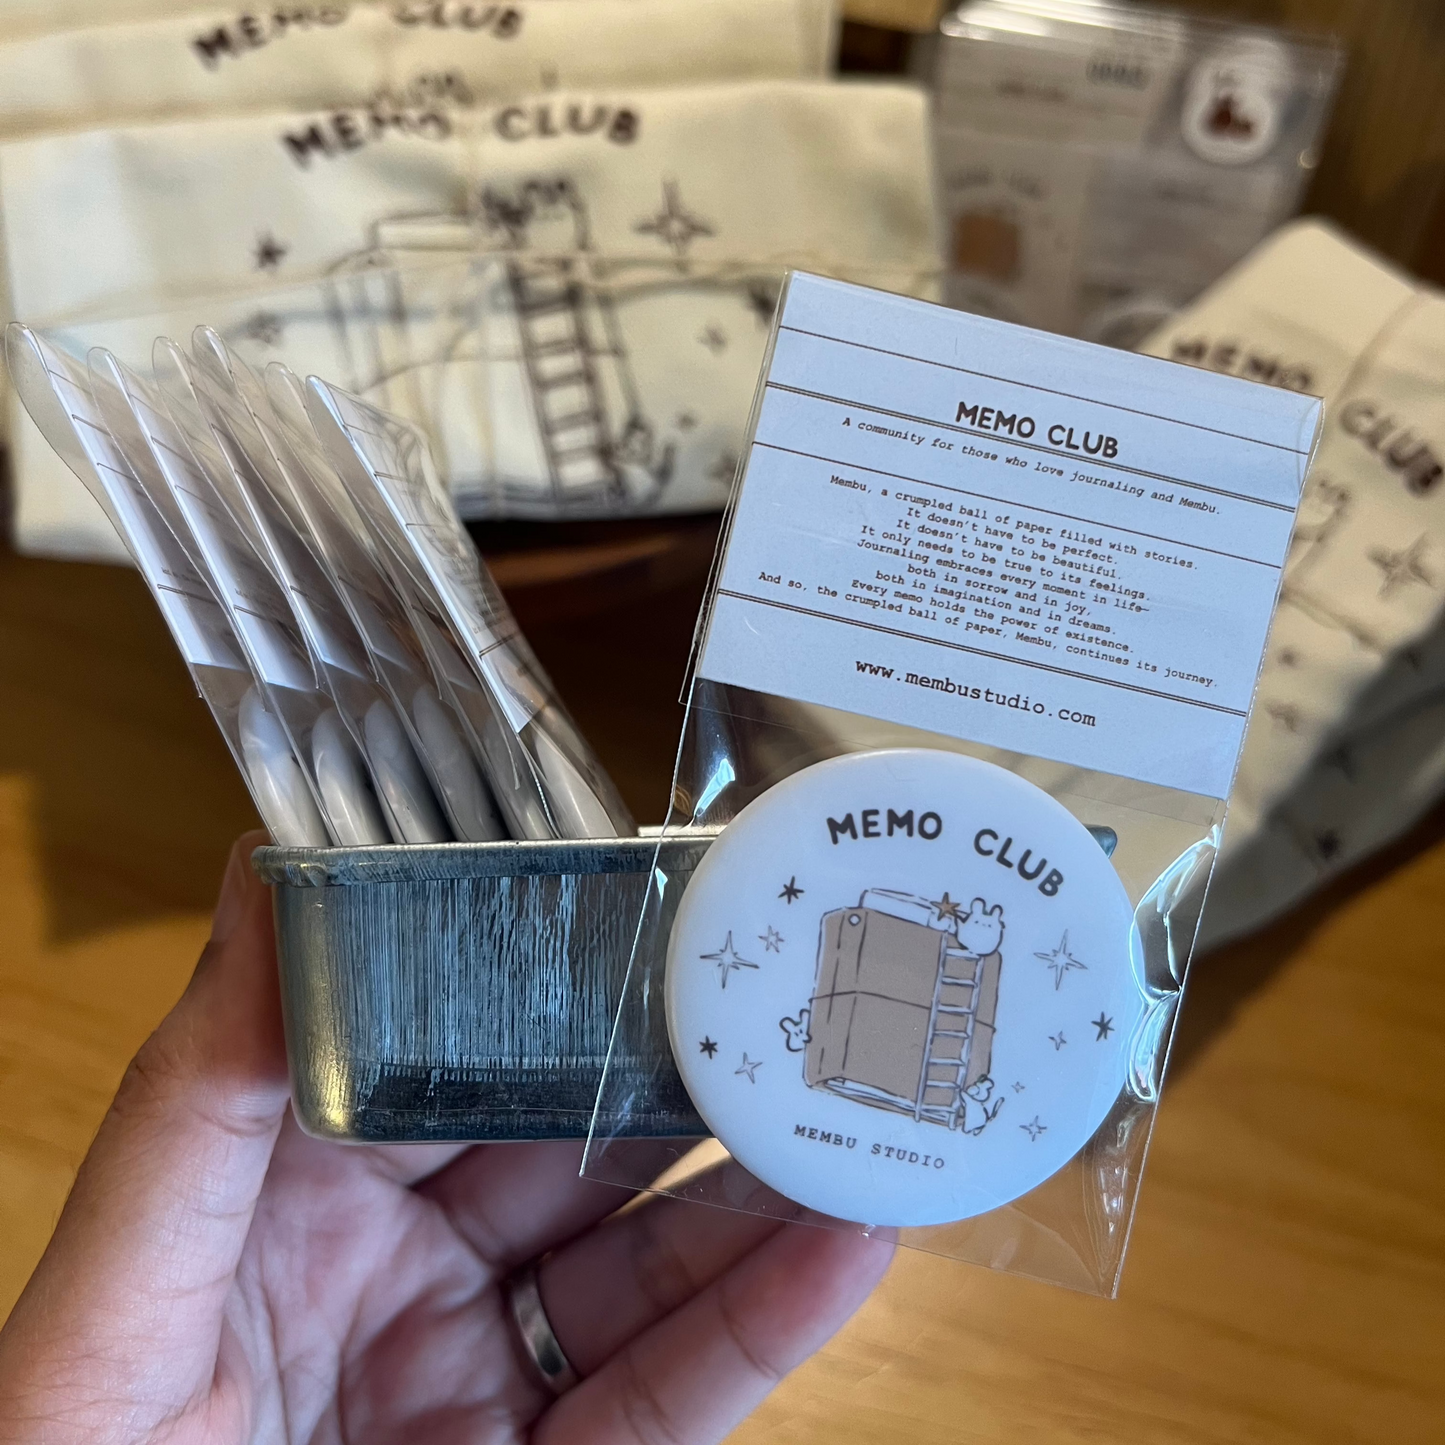 MEMO CLUB
MEMO CLUB
MEMO CLUB
MEMO CLUB
A community for those who love journaling and Membu.
Membu, a crumpled ball of paper filled with stories.
It doesn't have to be perfect.
It doesn't have to be beautiful.
It only needs to be true to its feelings.
Journaling embraces every moment in life—
both in sorrow and in joy,
both in imagination and in dreams.
Every memo holds the power of existence.
And so, the crumpled ball of paper, Membu, continues its journey.
www.membustudio.com
MEMO CLUB
MEMBU STUDIO